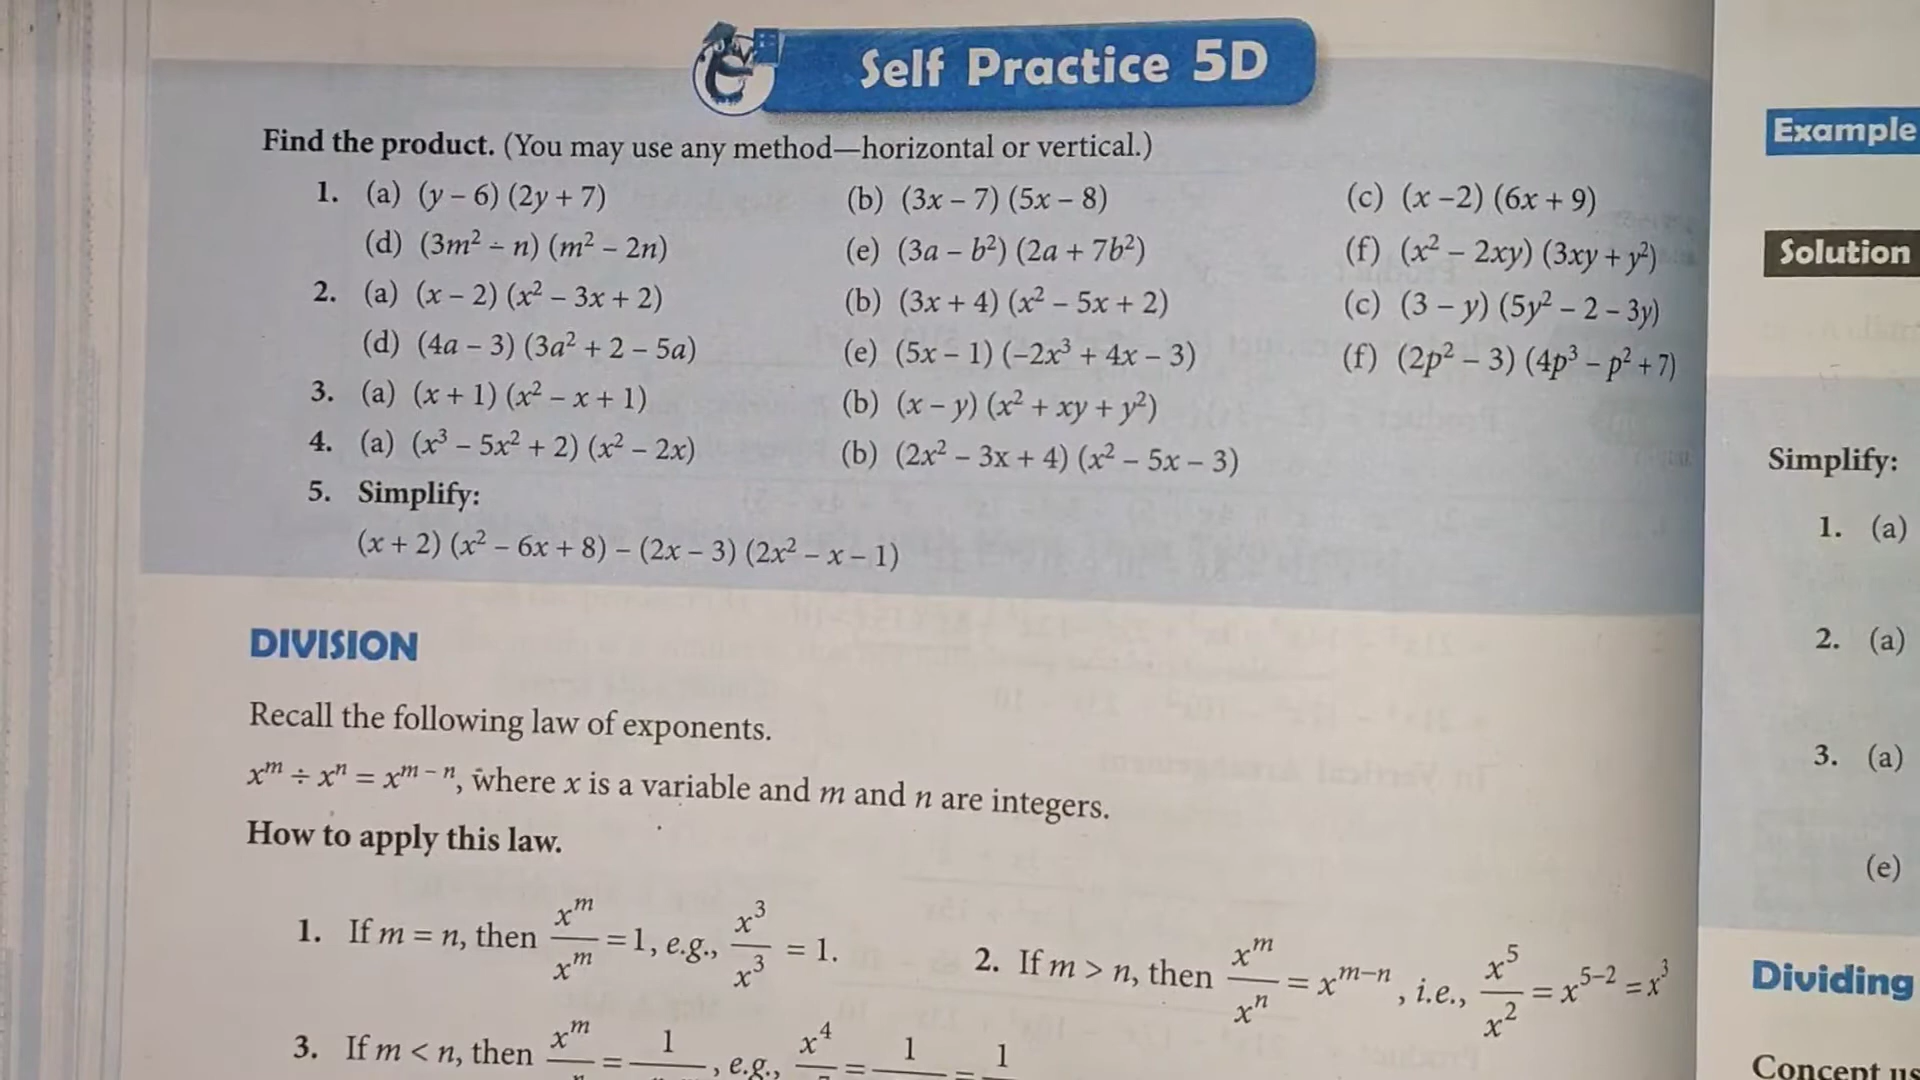 Self Practice 5D
Find the product. (You may use any method—horizontal or vertical.)
1. (a) (y – 6) (2y + 7) (b) (3x – 7) (5x – 8) (c) (x –2) (6x + 9)
(d) (3m² – n) (m² – 2n) (e) (3a – b²) (2a + 7b²) (f) (x² – 2xy) (3xy + y²)
2. (a) (x – 2) (x² – 3x + 2) (b) (3x + 4) (x² – 5x + 2) (c) (3 – y) (5y² – 2 – 3y)
(d) (4a – 3) (3a² + 2 – 5a) (e) (5x – 1) (–2x³ + 4x – 3) (f) (2p² – 3) (4p³ – p² + 7)
3. (a) (x + 1) (x² – x + 1) (b) (x – y) (x² + xy + y²)
4. (a) (x³ – 5x² + 2) (x² – 2x) (b) (2x² – 3x + 4) (x² – 5x – 3)
5. Simplify:
(x + 2) (x² – 6x + 8) – (2x – 3) (2x² – x – 1)
DIVISION
Recall the following law of exponents.
xᵐ ÷ xⁿ = xᵐ ⁻ ⁿ, where x is a variable and m and n are integers.
How to apply this law.
1. If m = n, then xᵐ/xᵐ = 1, e.g., x³/x³ = 1. 2. If m > n, then xᵐ/xⁿ = xᵐ⁻ⁿ, i.e., x⁵/x² = x⁵⁻² = x³
3. If m < n, then xᵐ = 1, e.g., x⁴ = 1 = 1
Example
Solution
Simplify:
1. (a)
2. (a)
3. (a)
(e)
Dividing
Concept us